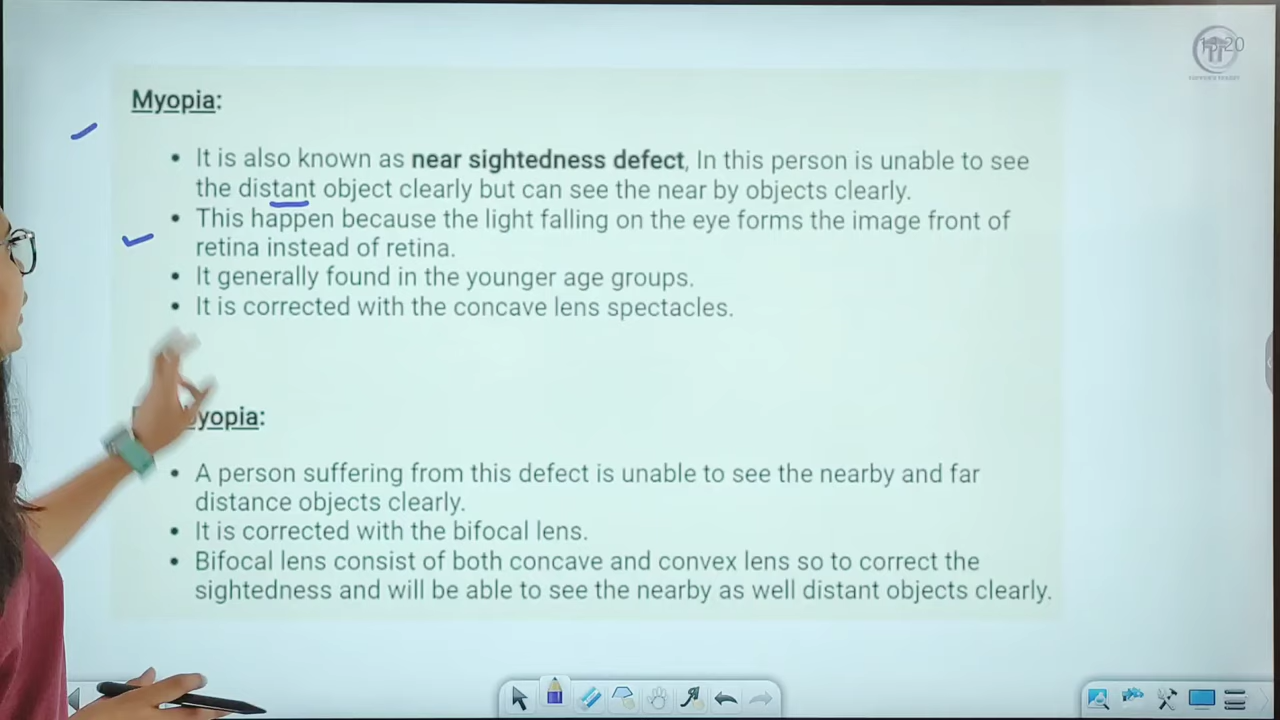 Myopia:
It is also known as near sightedness defect, In this person is unable to see
the distant object clearly but can see the near by objects clearly.
This happen because the light falling on the eye forms the image front of
retina instead of retina.
It generally found in the younger age groups.
It is corrected with the concave lens spectacles.
yopia:
A person suffering from this defect is unable to see the nearby and far
distance objects clearly.
It is corrected with the bifocal lens.
Bifocal lens consist of both concave and convex lens so to correct the
sightedness and will be able to see the nearby as well distant objects clearly.